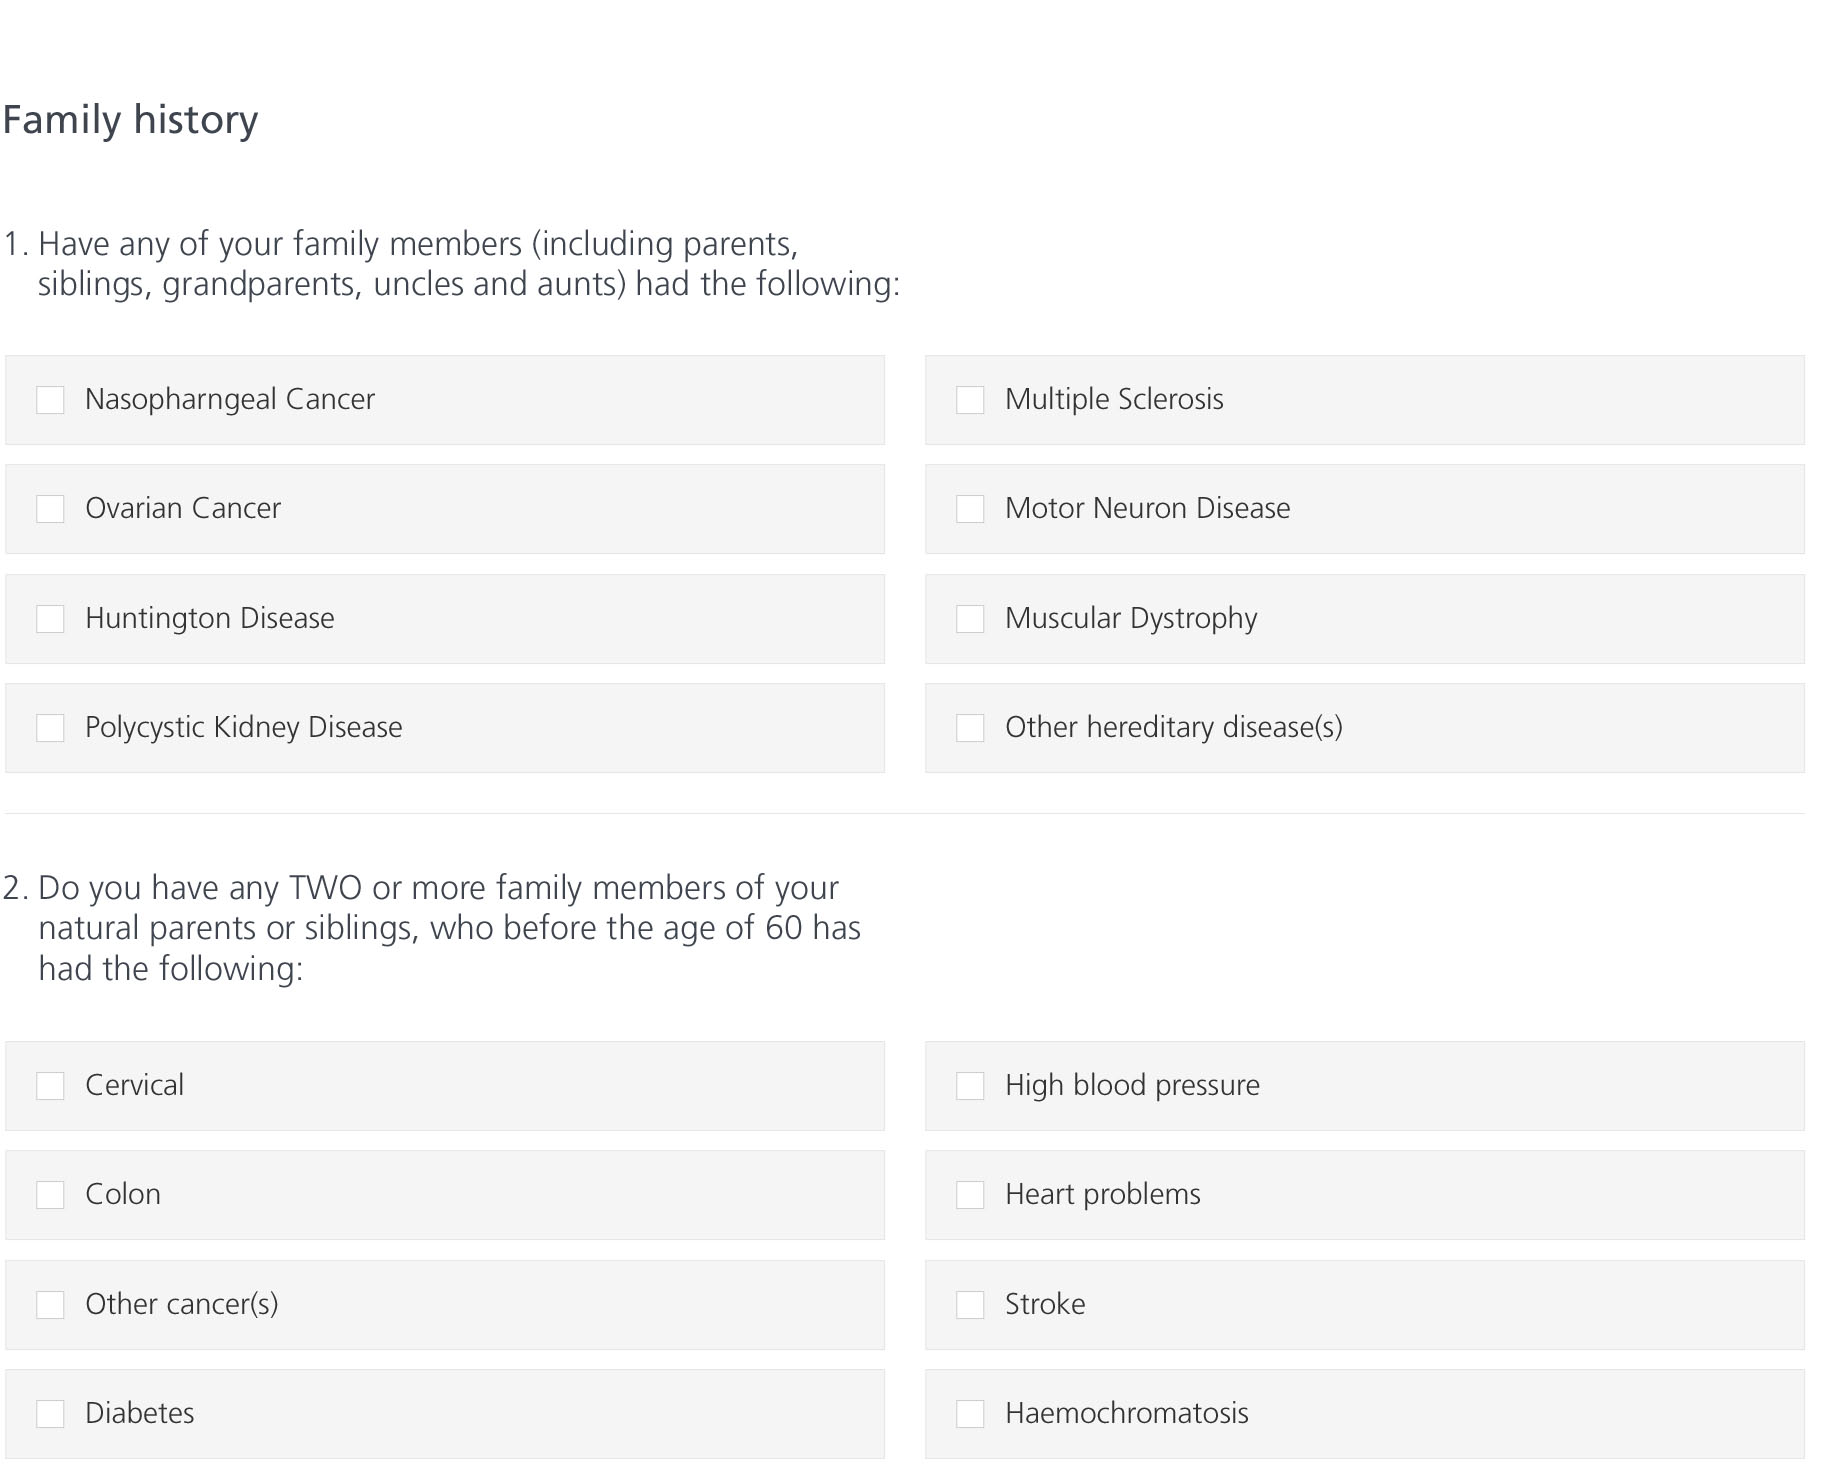 Family history
1. Have any of your family members (including parents,
siblings, grandparents, uncles and aunts) had the following:
Nasopharngeal Cancer
Multiple Sclerosis
Ovarian Cancer
Motor Neuron Disease
Huntington Disease
Muscular Dystrophy
Polycystic Kidney Disease
Other hereditary disease(s)
2. Do you have any TWO or more family members of your
natural parents or siblings, who before the age of 60 has
had the following:
Cervical
High blood pressure
Colon
Heart problems
Other cancer(s)
Stroke
Diabetes
Haemochromatosis